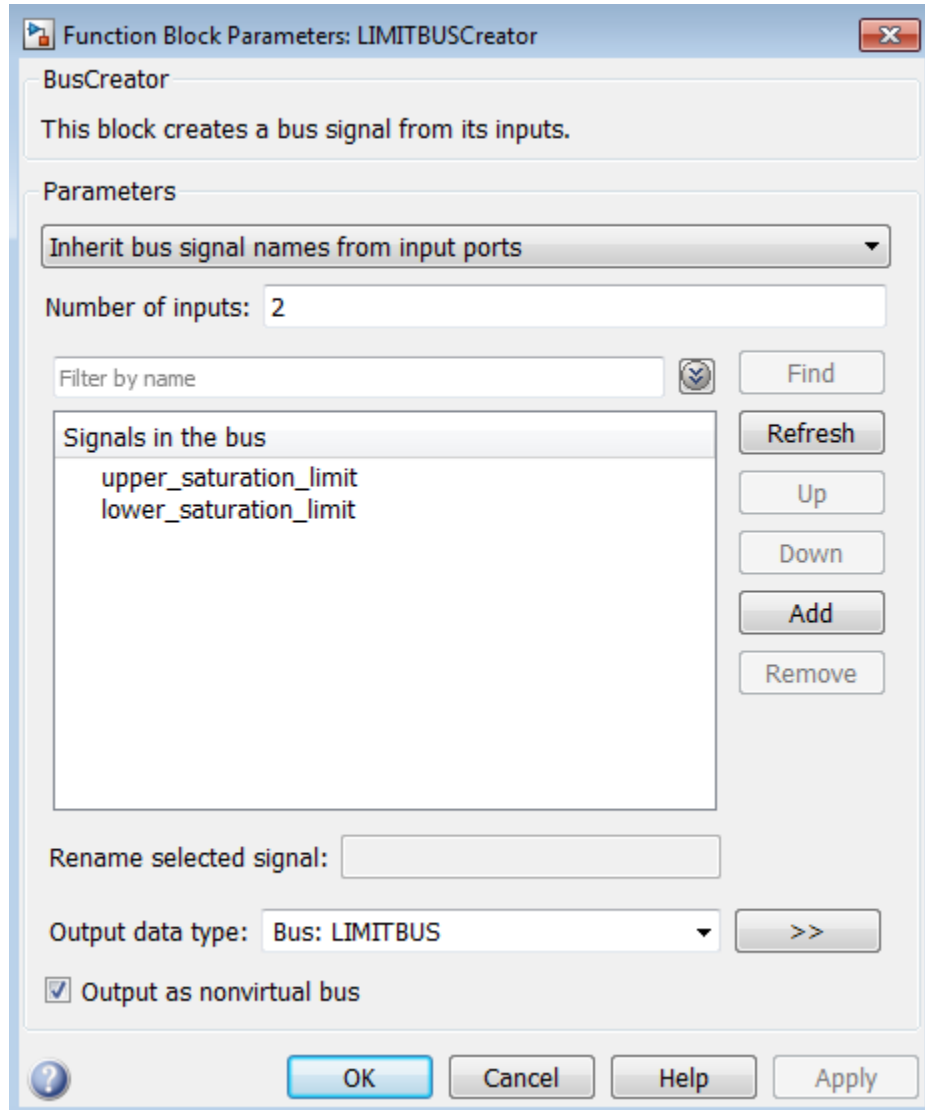 Function Block Parameters: LIMITBUSCreator
BusCreator
This block creates a bus signal from its inputs.
Parameters
Inherit bus signal names from input ports
Number of inputs: 2
Filter by name
Find
Signals in the bus
Refresh
upper_saturation_limit
lower_saturation_limit
Up
Down
Add
Remove
Rename selected signal:
Output data type: Bus: LIMITBUS >>
Output as nonvirtual bus
? OK Cancel Help Apply